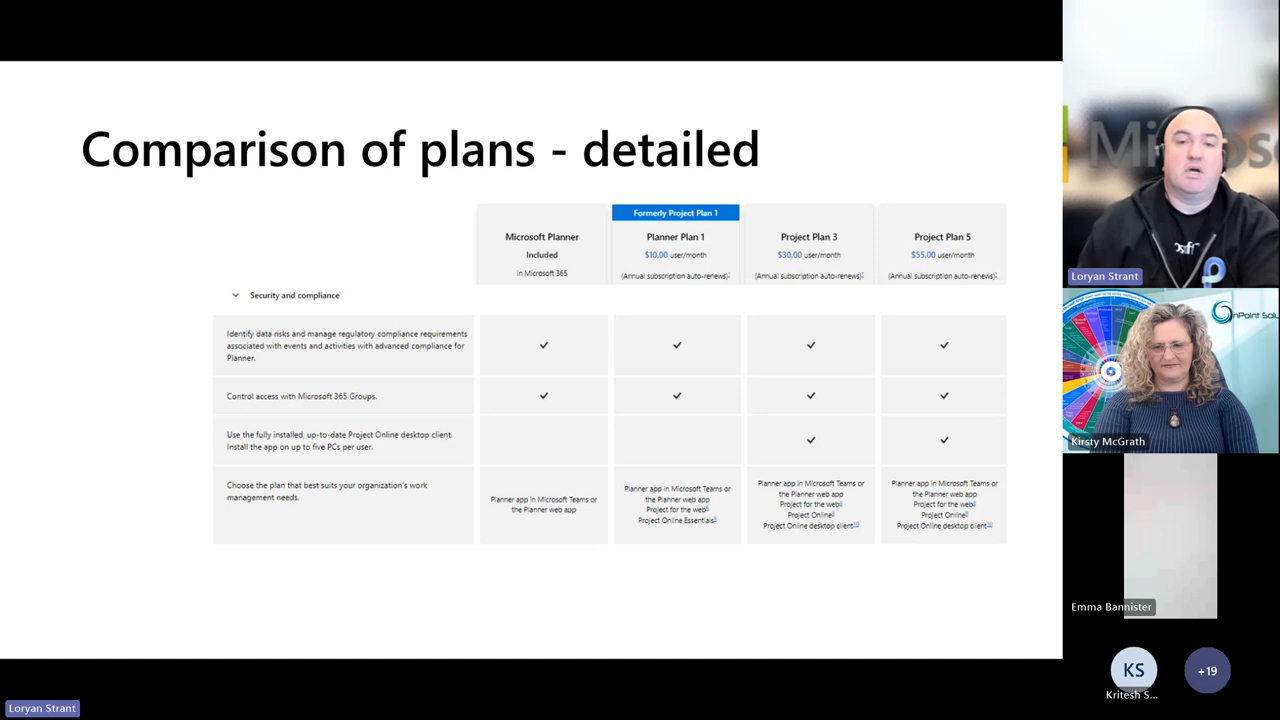 Comparison of plans - detailed
Formerly Project Plan 1
Microsoft Planner
Included
in Microsoft 365
Planner Plan 1
$10.00 user/month
(Annual subscription auto-renews)
Project Plan 3
$30.00 user/month
(Annual subscription auto-renews)
Project Plan 5
$55.00 user/month
(Annual subscription auto-renews)
Security and compliance
Identify data risks and manage regulatory compliance requirements
associated with events and activities with advanced compliance for
Planner.
Control access with Microsoft 365 Groups.
Use the fully installed, up-to-date Project Online desktop client.
Install the app on up to five PCs per user.
Choose the plan that best suits your organization's work
management needs.
Planner app in Microsoft Teams or
the Planner web app
Planner app in Microsoft Teams or
the Planner web app
Project for the web
Project Online Essentials
Planner app in Microsoft Teams or
the Planner web app
Project for the web
Project Online
Project Online desktop client
Planner app in Microsoft Teams or
the Planner web app
Project for the web
Project Online
Project Online desktop client
Loryan Strant
Kirsty McGrath
Emma Bannister
KS
Kritesh S...
+19
Loryan Strant